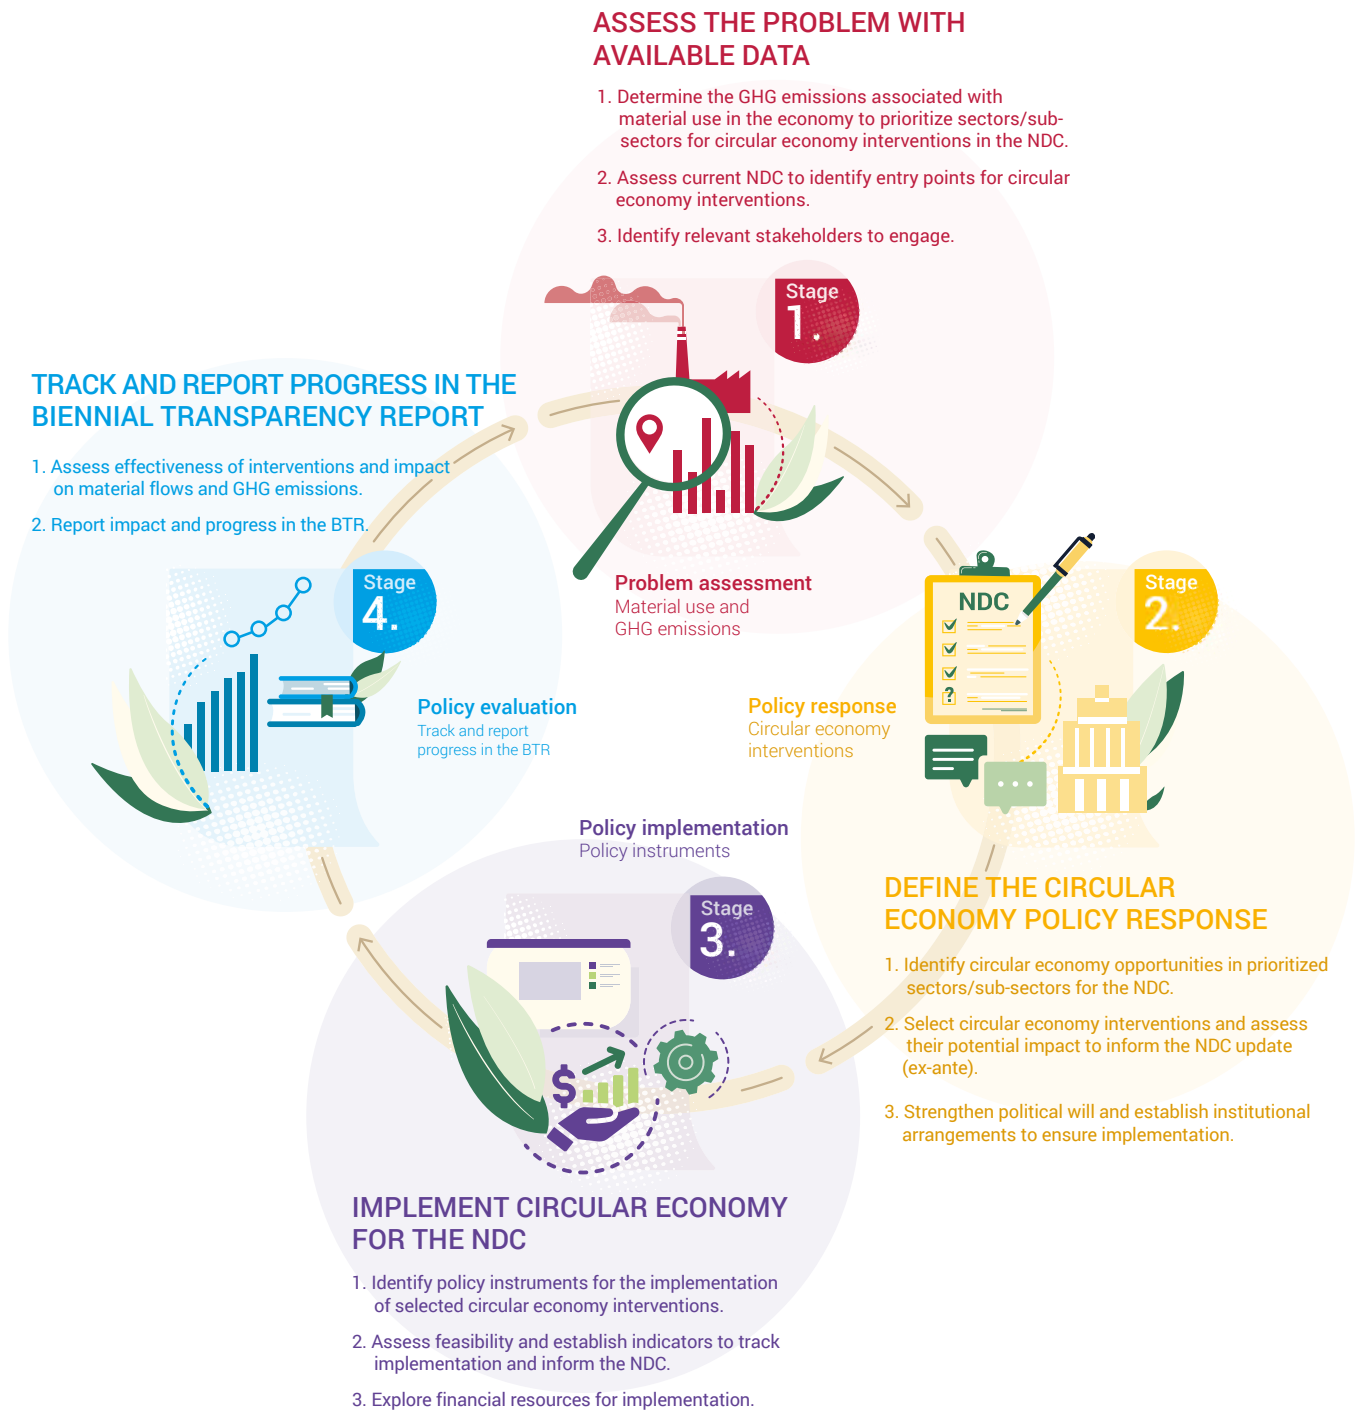 ASSESS THE PROBLEM WITH
AVAILABLE DATA
1. Determine the GHG emissions associated with
material use in the economy to prioritize sectors/sub-
sectors for circular economy interventions in the NDC.
2. Assess current NDC to identify entry points for circular
economy interventions.
3. Identify relevant stakeholders to engage.
Stage
1.
Problem assessment
Material use and
GHG emissions
NDC
?
Stage
2.
Policy response
Circular economy
interventions
DEFINE THE CIRCULAR
ECONOMY POLICY RESPONSE
1. Identify circular economy opportunities in prioritized
sectors/sub-sectors for the NDC.
2. Select circular economy interventions and assess
their potential impact to inform the NDC update
(ex-ante).
3. Strengthen political will and establish institutional
arrangements to ensure implementation.
Policy implementation
Policy instruments
Stage
3.
$
IMPLEMENT CIRCULAR ECONOMY
FOR THE NDC
1. Identify policy instruments for the implementation
of selected circular economy interventions.
2. Assess feasibility and establish indicators to track
implementation and inform the NDC.
3. Explore financial resources for implementation.
TRACK AND REPORT PROGRESS IN THE
BIENNIAL TRANSPARENCY REPORT
1. Assess effectiveness of interventions and impact
on material flows and GHG emissions.
2. Report impact and progress in the BTR.
Stage
4.
Policy evaluation
Track and report
progress in the BTR